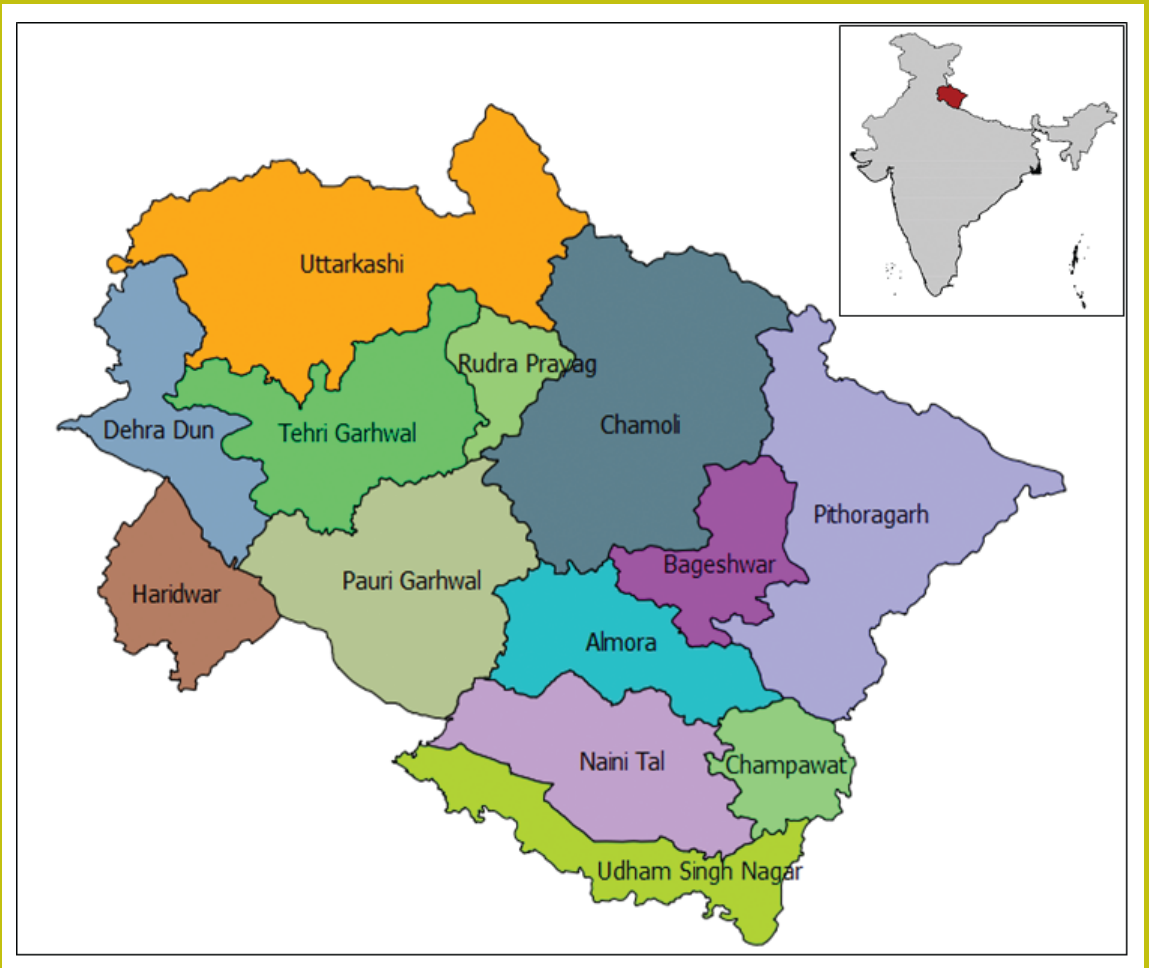 Uttarkashi
Rudra Prayag
Chamoli
Dehra Dun
Tehri Garhwal
Pithoragarh
Bageshwar
Pauri Garhwal
Haridwar
Almora
Naini Tal
Champawat
Udham Singh Nagar